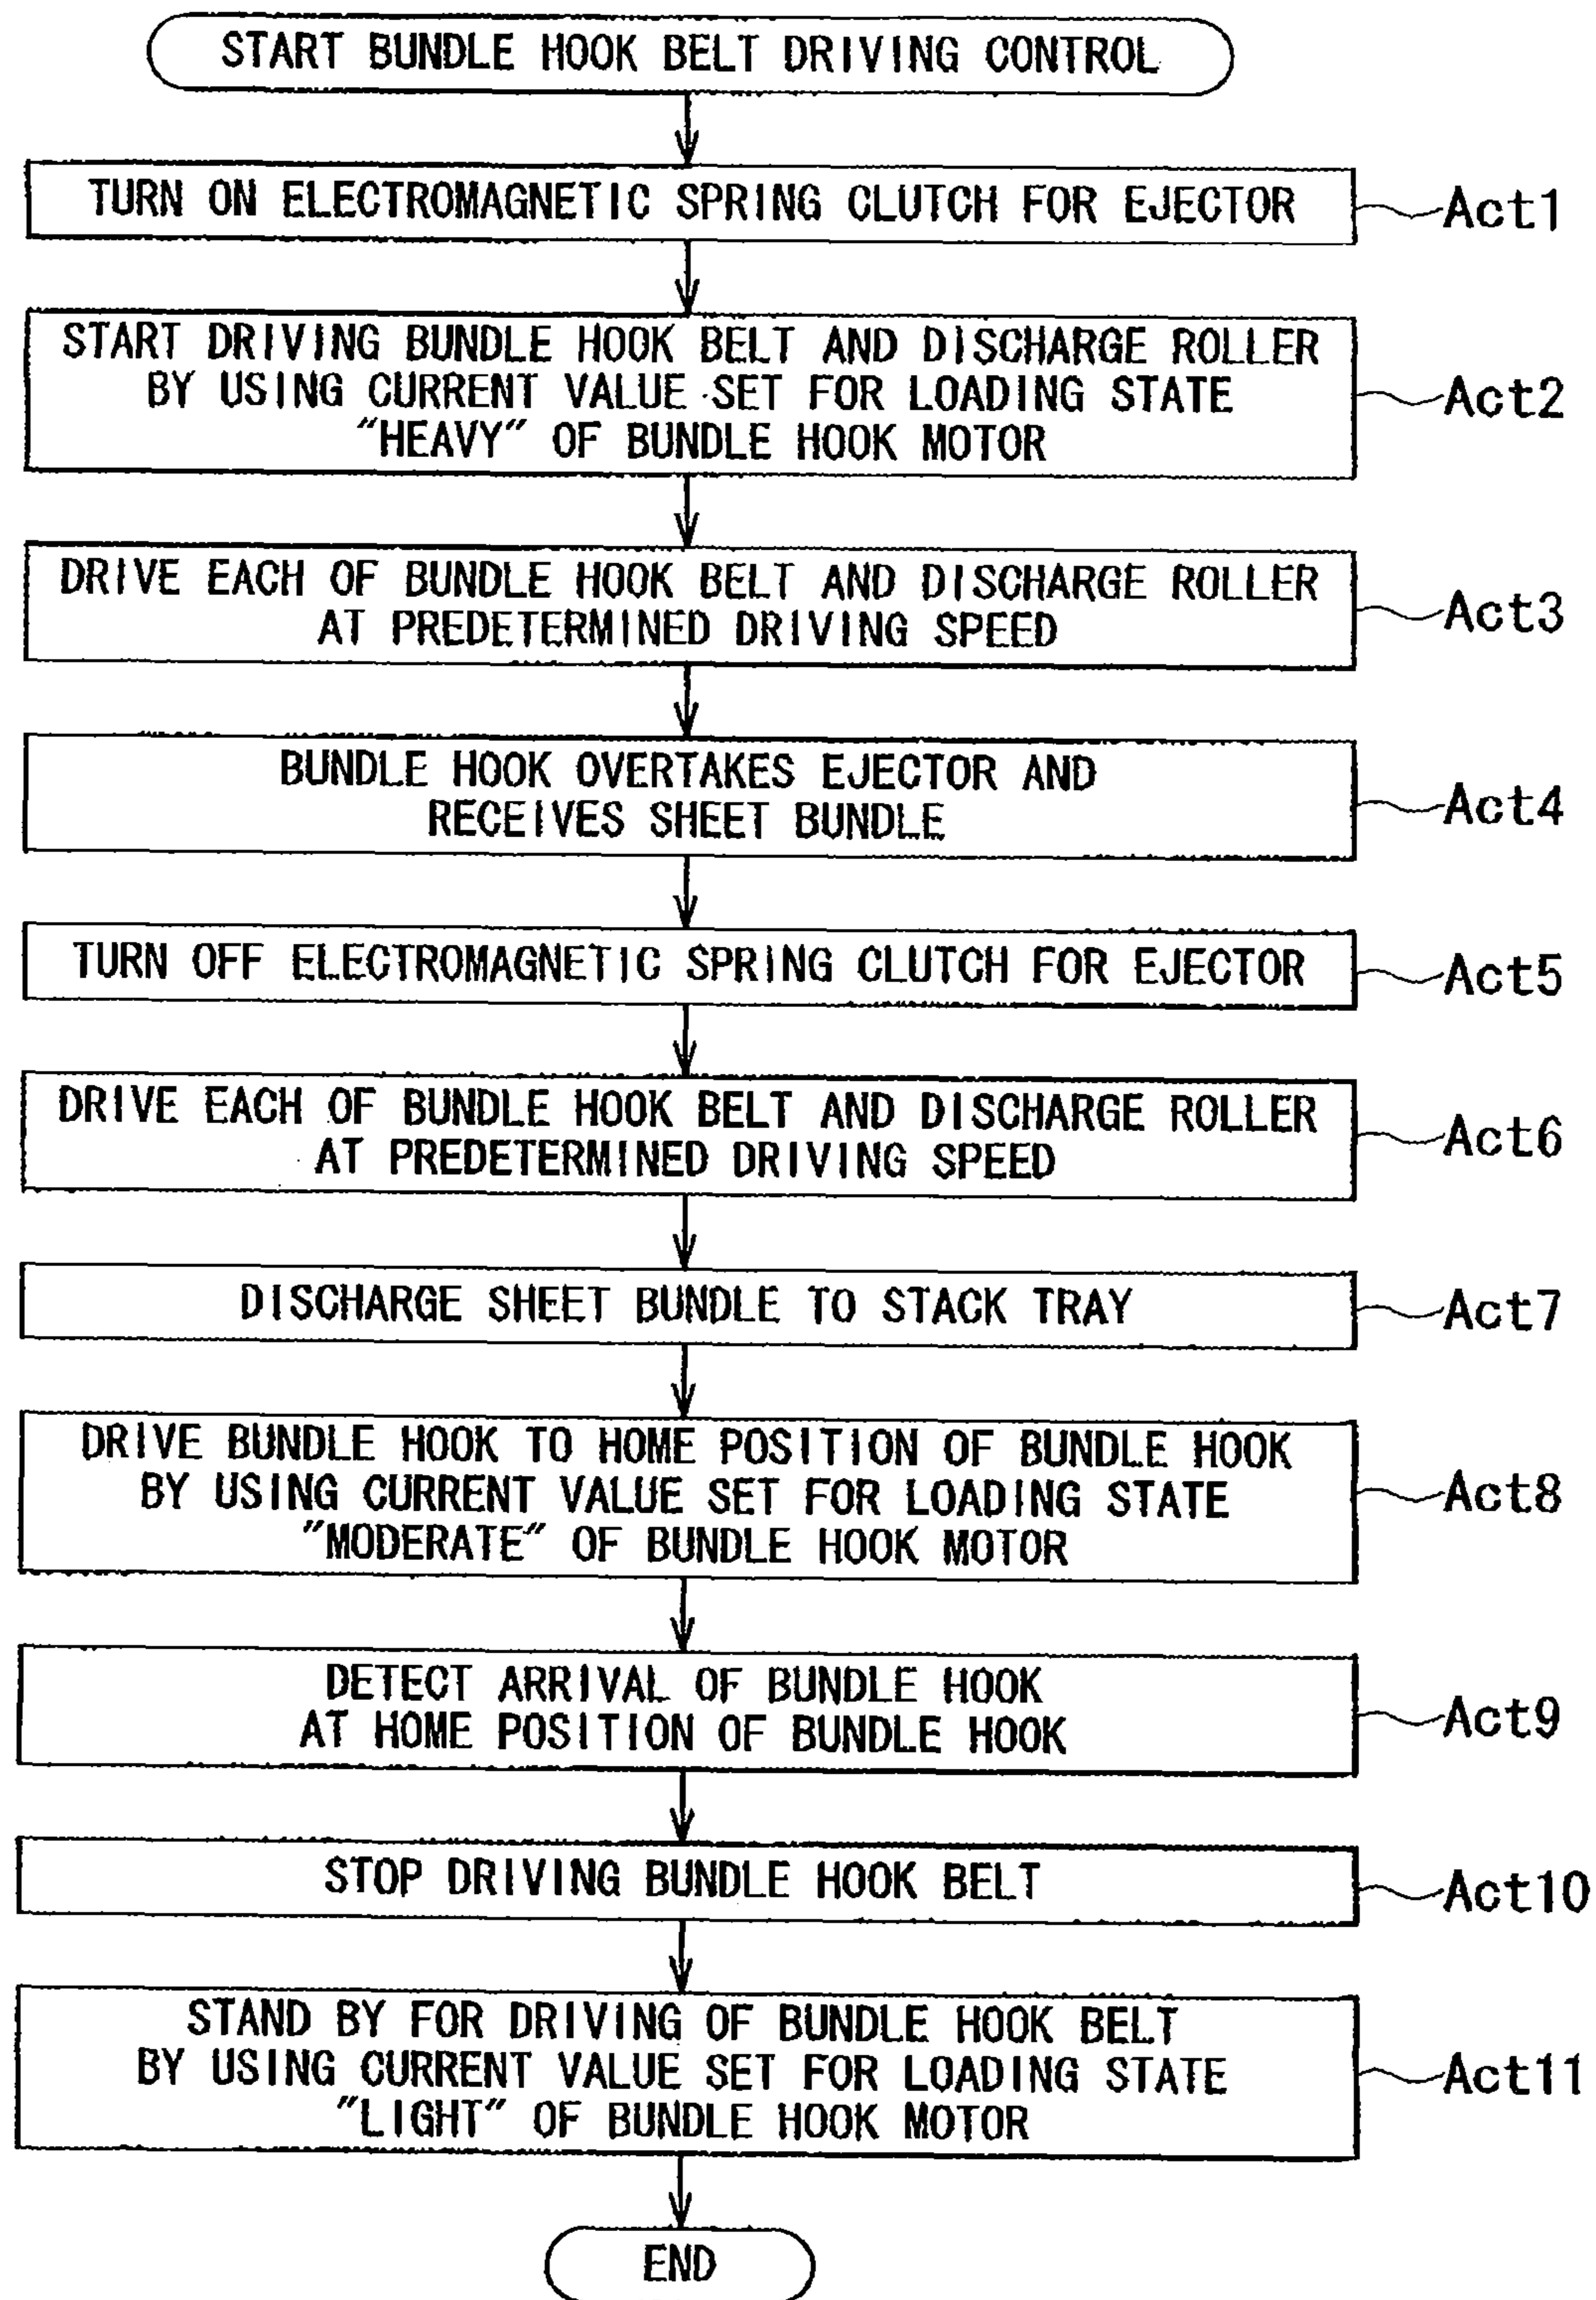 START BUNDLE HOOK BELT DRIVING CONTROL
TURN ON ELECTROMAGNETIC SPRING CLUTCH FOR EJECTOR
Act1
START DRIVING BUNDLE HOOK BELT AND DISCHARGE ROLLER
BY USING CURRENT VALUE SET FOR LOADING STATE
"HEAVY" OF BUNDLE HOOK MOTOR
Act2
DRIVE EACH OF BUNDLE HOOK BELT AND DISCHARGE ROLLER
AT PREDETERMINED DRIVING SPEED
Act3
BUNDLE HOOK OVERTAKES EJECTOR AND
RECEIVES SHEET BUNDLE
Act4
TURN OFF ELECTROMAGNETIC SPRING CLUTCH FOR EJECTOR
Act5
DRIVE EACH OF BUNDLE HOOK BELT AND DISCHARGE ROLLER
AT PREDETERMINED DRIVING SPEED
Act6
DISCHARGE SHEET BUNDLE TO STACK TRAY
Act7
DRIVE BUNDLE HOOK TO HOME POSITION OF BUNDLE HOOK
BY USING CURRENT VALUE SET FOR LOADING STATE
"MODERATE" OF BUNDLE HOOK MOTOR
Act8
DETECT ARRIVAL OF BUNDLE HOOK
AT HOME POSITION OF BUNDLE HOOK
Act9
STOP DRIVING BUNDLE HOOK BELT
Act10
STAND BY FOR DRIVING OF BUNDLE HOOK BELT
BY USING CURRENT VALUE SET FOR LOADING STATE
"LIGHT" OF BUNDLE HOOK MOTOR
Act11
END